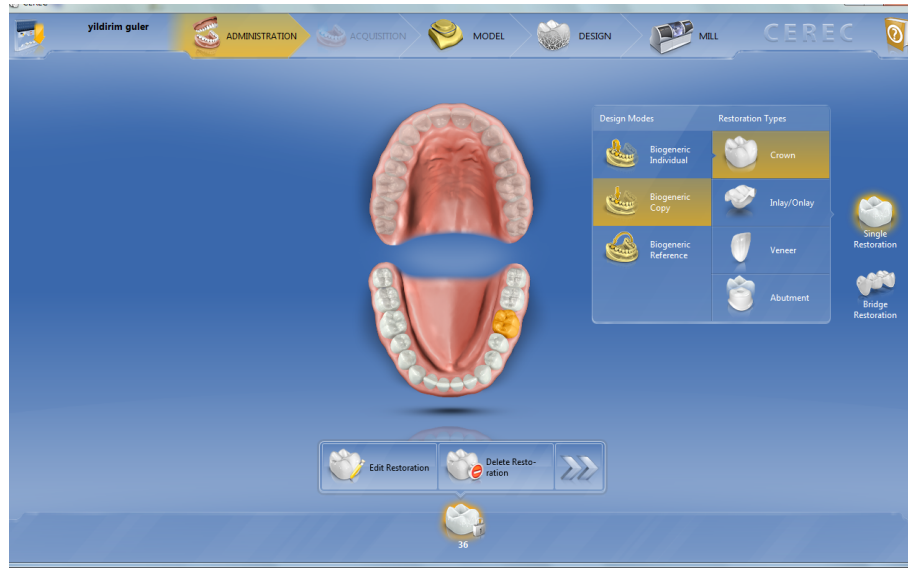 CEREC
yildirim guler
ADMINISTRATION
ACQUISITION
MODEL
DESIGN
MILL
CEREC
Design Modes
Restoration Types
Biogeneric
Individual
Crown
Biogeneric
Copy
Inlay/Onlay
Biogeneric
Reference
Veneer
Abutment
Single
Restoration
Bridge
Restoration
Edit Restoration
Delete Resto-
ration
36